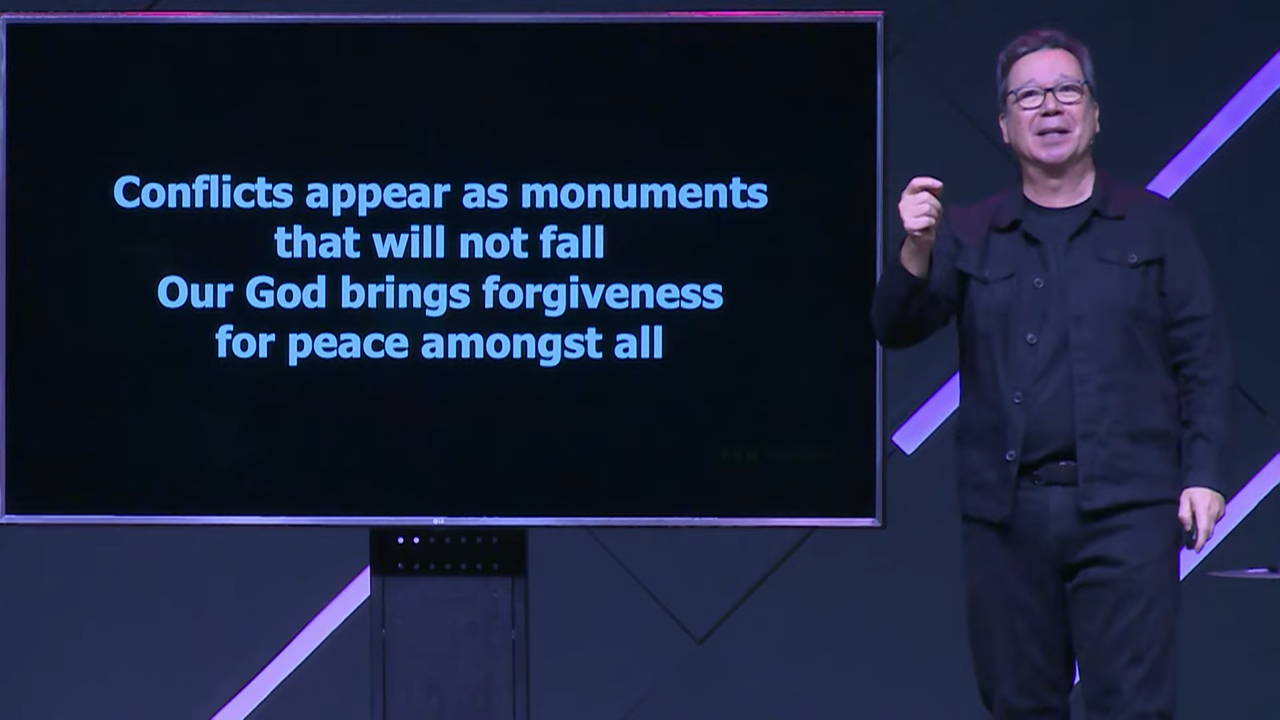 Conflicts appear as monuments
that will not fall
Our God brings forgiveness
for peace amongst all